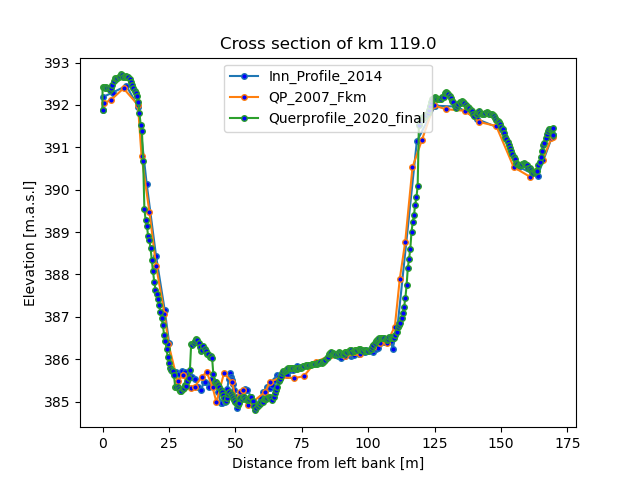 Cross section of km 119.0
Inn_Profile_2014
QP_2007_Fkm
Querprofile_2020_final
Elevation [m.a.s.l]
393
392
391
390
389
388
387
386
385
0 25 50 75 100 125 150 175
Distance from left bank [m]